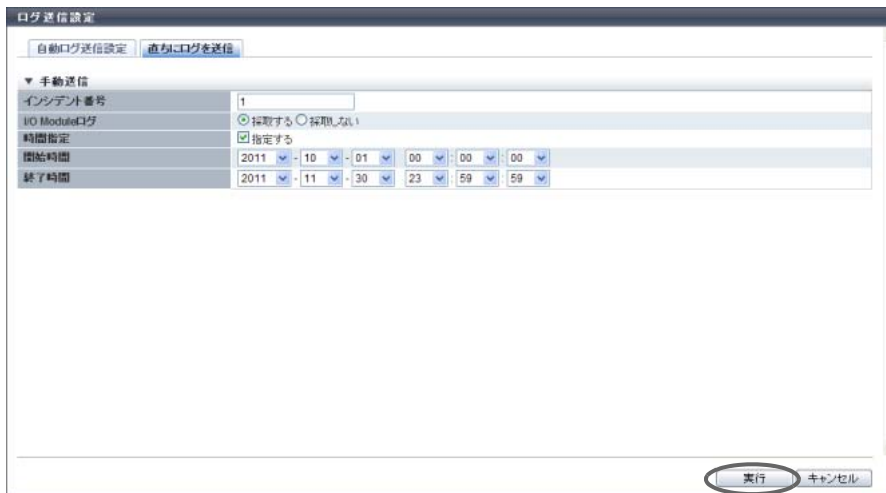 ログ送信設定
自動ログ送信設定 直ちにログを送信
▼ 手動送信
インシデント番号 1
I/O Moduleログ 採取する 採取しない
時間指定 指定する
開始時間 2011 - 10 - 01 00 : 00 : 00
終了時間 2011 - 11 - 30 23 : 59 : 59
実行 キャンセル